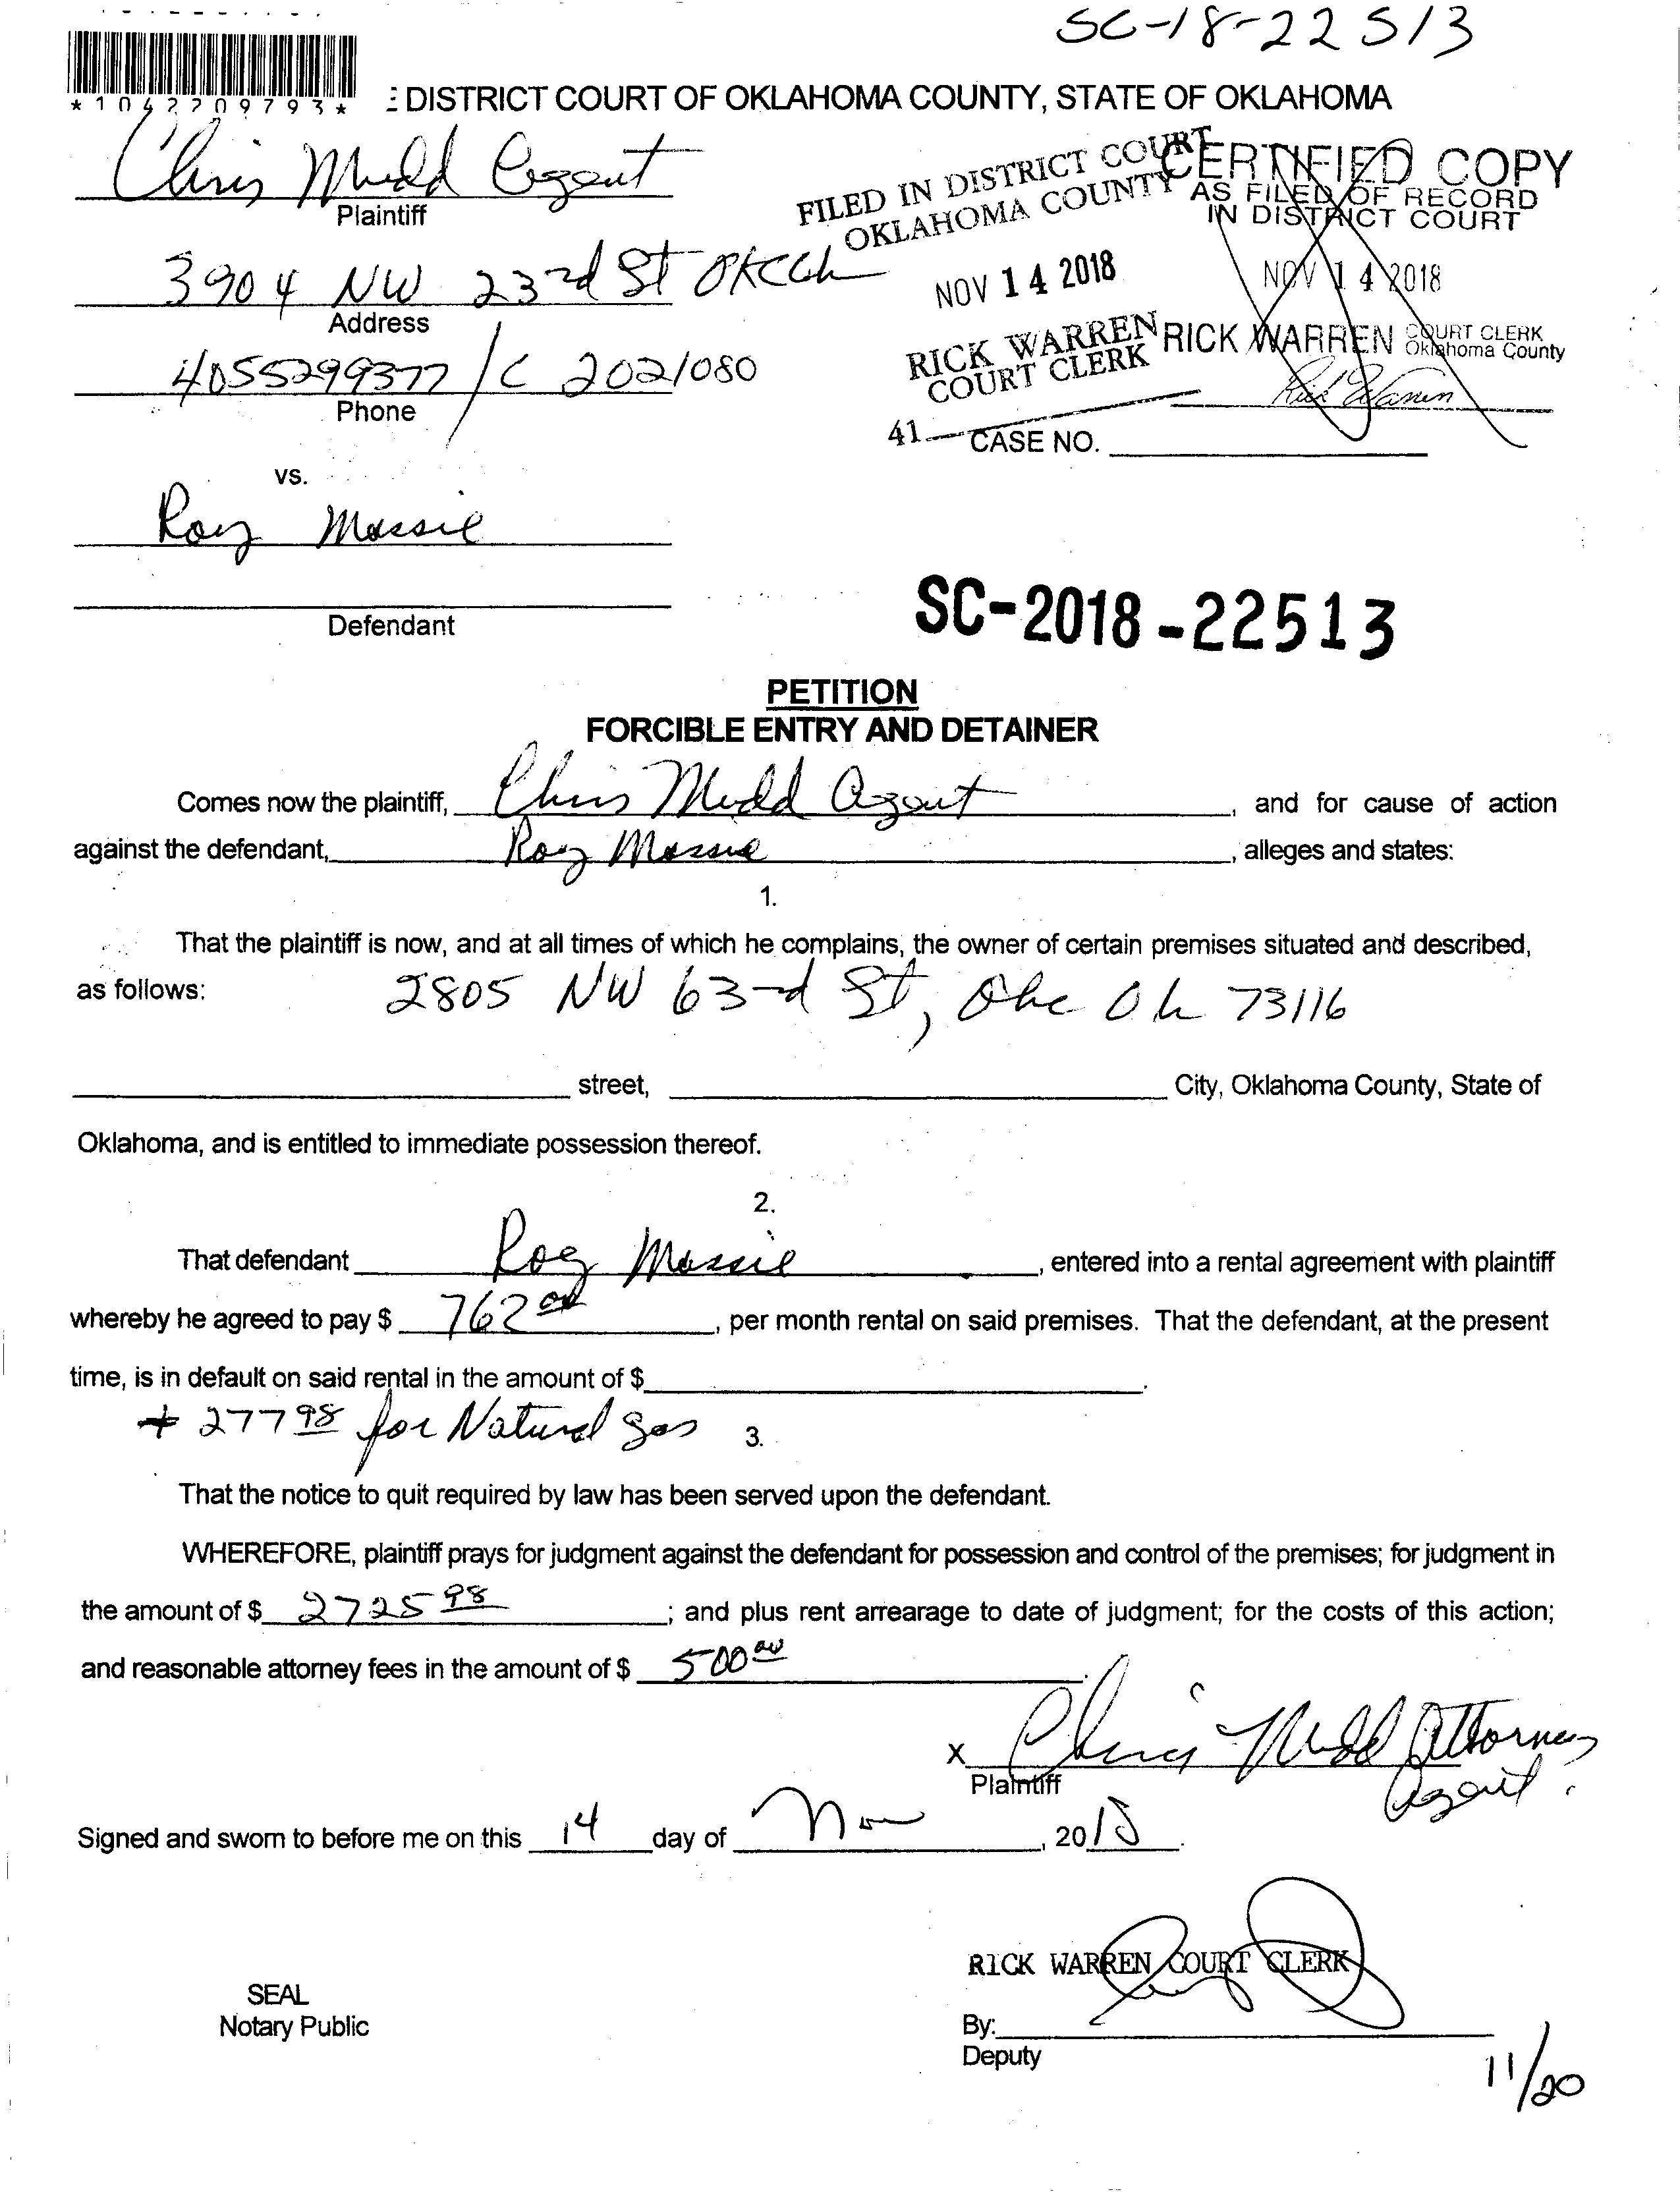 SC-18-22513
*1042209793*
: DISTRICT COURT OF OKLAHOMA COUNTY, STATE OF OKLAHOMA
Chris Mudd Agent
Plaintiff
FILED IN DISTRICT COURT
OKLAHOMA COUNTY
CERTIFIED COPY
AS FILED OF RECORD
IN DISTRICT COURT
3904 NW 23rd St OKC Ok
Address
NOV 14 2018
NOV 14 2018
RICK WARREN
COURT CLERK
RICK WARREN COURT CLERK
Oklahoma County
Rick Warren
4055299377 / C 2021080
Phone
41
CASE NO.
vs.
Roy Massie
Defendant
SC-2018-22513
PETITION
FORCIBLE ENTRY AND DETAINER
Comes now the plaintiff, Chris Mudd Agent, and for cause of action
against the defendant, Roy Massie, alleges and states:
1.
That the plaintiff is now, and at all times of which he complains, the owner of certain premises situated and described,
as follows: 2805 NW 63rd St, Okc Ok 73116
street, City, Oklahoma County, State of
Oklahoma, and is entitled to immediate possession thereof.
2.
That defendant Roy Massie, entered into a rental agreement with plaintiff
whereby he agreed to pay $ 762 00, per month rental on said premises. That the defendant, at the present
time, is in default on said rental in the amount of $ .
+ 277 98 for Natural gas
3.
That the notice to quit required by law has been served upon the defendant.
WHEREFORE, plaintiff prays for judgment against the defendant for possession and control of the premises; for judgment in
the amount of $ 2725 98; and plus rent arrearage to date of judgment; for the costs of this action;
and reasonable attorney fees in the amount of $ 500 00.
x Chris Mudd Attorney
Plaintiff
Agent
Signed and sworn to before me on this 14 day of Nov, 2018.
RICK WARREN COURT CLERK
SEAL
Notary Public
By:
Deputy
11/20